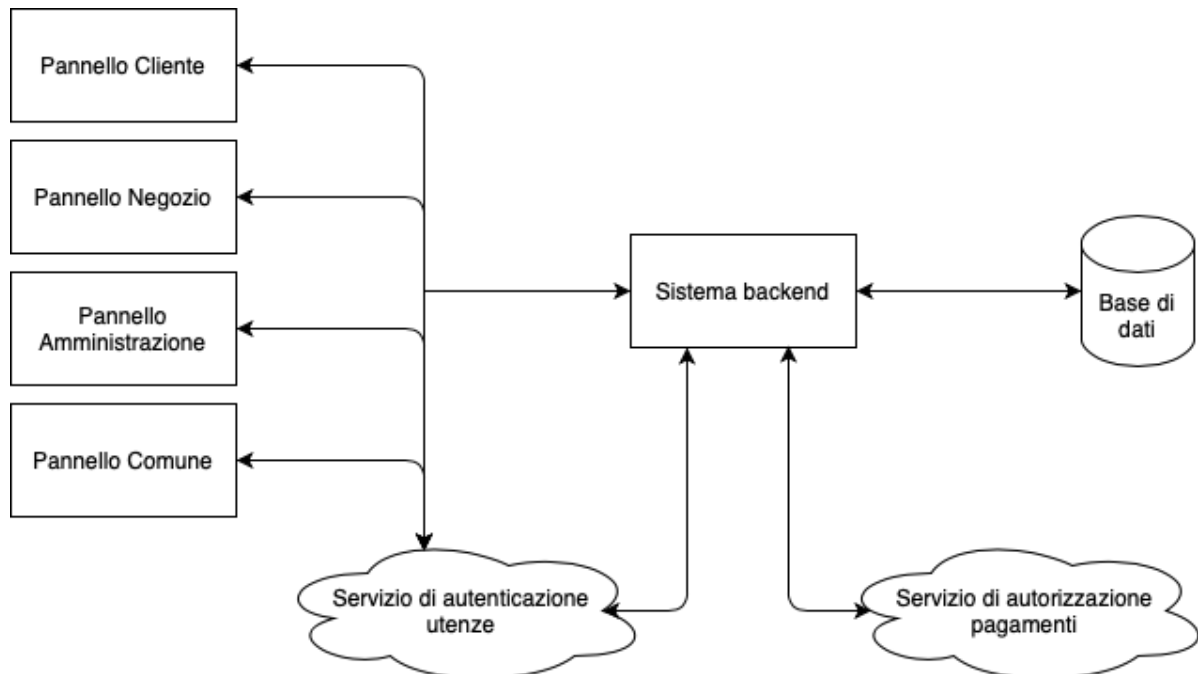 Pannello Cliente
Pannello Negozio
Pannello
Amministrazione
Pannello Comune
Sistema backend
Base di
dati
Servizio di autenticazione
utenze
Servizio di autorizzazione
pagamenti